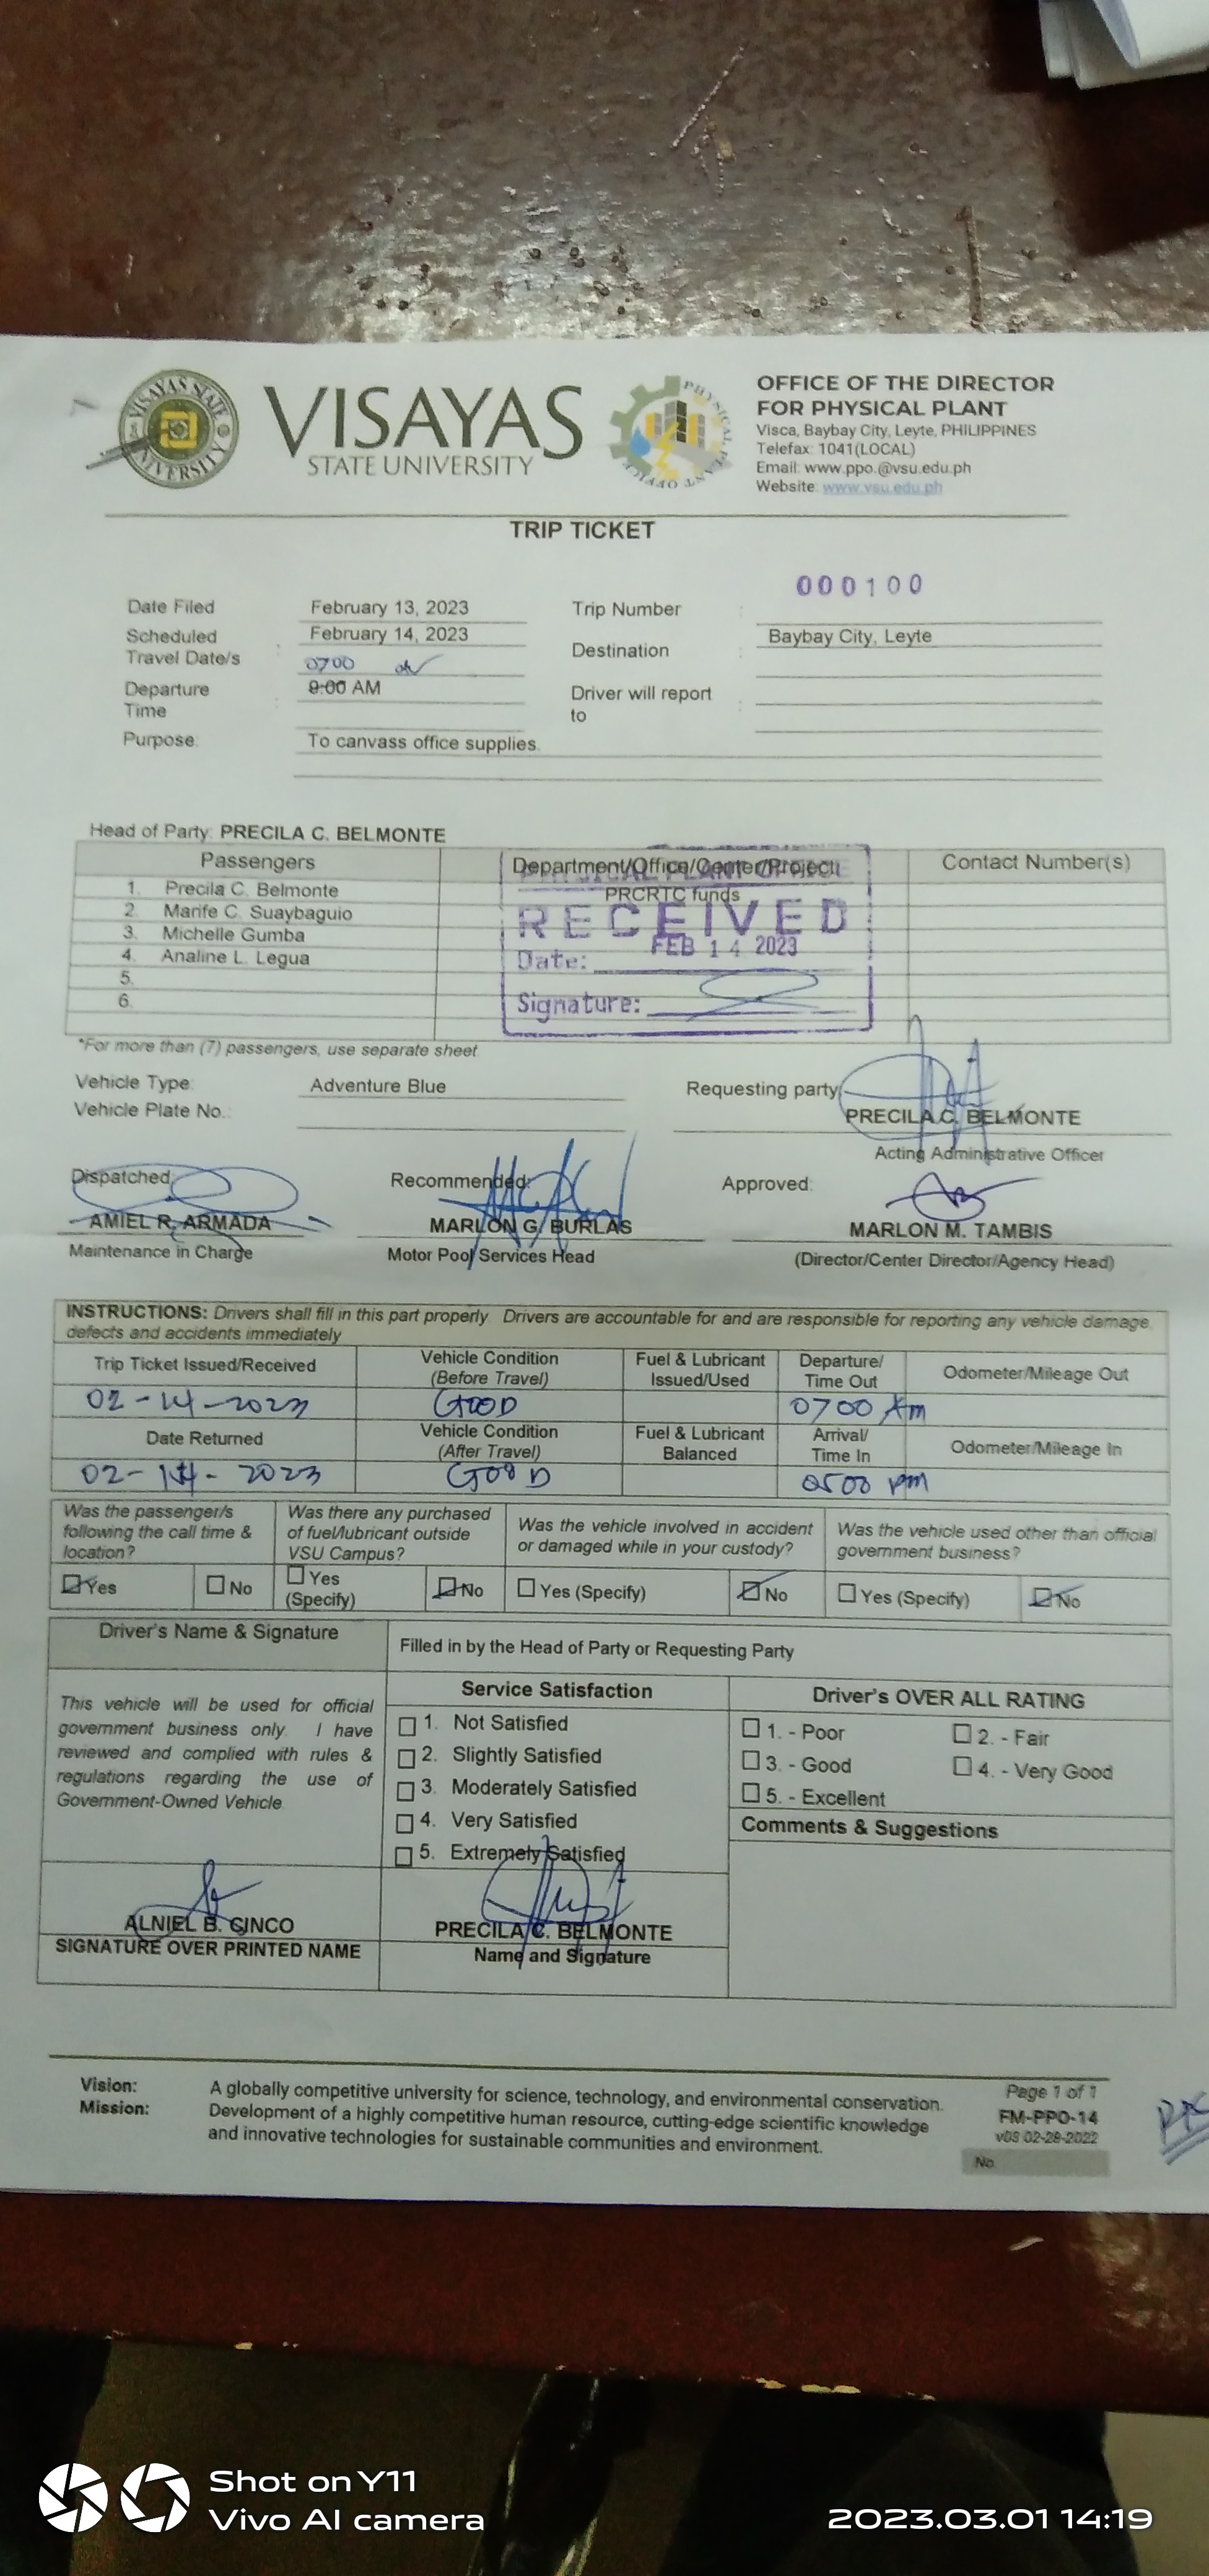 VISAYAS STATE UNIVERSITY
VISAYAS
STATE UNIVERSITY
PHYSICAL PLANT OFFICE
OFFICE OF THE DIRECTOR
FOR PHYSICAL PLANT
Visca, Baybay City, Leyte, PHILIPPINES
Telefax: 1041(LOCAL)
Email: www.ppo.@vsu.edu.ph
Website: www.vsu.edu.ph
TRIP TICKET
000100
Date Filed February 13, 2023 Trip Number :
Scheduled Travel Date/s : February 14, 2023 Destination Baybay City, Leyte
0700
Departure Time : 9:00 AM Driver will report to :
Purpose: To canvass office supplies.
Head of Party: PRECILA C. BELMONTE
Passengers Department/Office/Center/Project Contact Number(s)
1. Precila C. Belmonte PRCRTC funds
2. Marife C. Suaybaguio
3. Michelle Gumba
4. Analine L. Legua
5.
6.
PHYSICAL PLANT OFFICE
RECEIVED
Date: FEB 14 2023
Signature:
*For more than (7) passengers, use separate sheet
Vehicle Type: Adventure Blue Requesting party
Vehicle Plate No.: PRECILA C. BELMONTE
Acting Administrative Officer
Dispatched: Recommended: Approved:
AMIEL R. ARMADA MARLON G. BURLAS MARLON M. TAMBIS
Maintenance in Charge Motor Pool Services Head (Director/Center Director/Agency Head)
INSTRUCTIONS: Drivers shall fill in this part properly. Drivers are accountable for and are responsible for reporting any vehicle damage,
defects and accidents immediately
Trip Ticket Issued/Received Vehicle Condition (Before Travel) Fuel & Lubricant Issued/Used Departure/ Time Out Odometer/Mileage Out
02-14-2023 GOOD 0700 Am
Date Returned Vehicle Condition (After Travel) Fuel & Lubricant Balanced Arrival/ Time In Odometer/Mileage In
02-14-2023 GOOD 0500 pm
Was the passenger/s following the call time & location? Was there any purchased of fuel/lubricant outside VSU Campus? Was the vehicle involved in accident or damaged while in your custody? Was the vehicle used other than official government business?
Yes No Yes (Specify) No Yes (Specify) No Yes (Specify) No
Driver's Name & Signature Filled in by the Head of Party or Requesting Party
Service Satisfaction Driver's OVER ALL RATING
This vehicle will be used for official
government business only. I have
reviewed and complied with rules &
regulations regarding the use of
Government-Owned Vehicle
1. Not Satisfied
2. Slightly Satisfied
3. Moderately Satisfied
4. Very Satisfied
5. Extremely Satisfied
1. - Poor 2. - Fair
3. - Good 4. - Very Good
5. - Excellent
Comments & Suggestions
ALNIEL B. CINCO PRECILA C. BELMONTE
SIGNATURE OVER PRINTED NAME Name and Signature
Vision: A globally competitive university for science, technology, and environmental conservation.
Mission: Development of a highly competitive human resource, cutting-edge scientific knowledge
and innovative technologies for sustainable communities and environment.
Page 1 of 1
FM-PPO-14
v03 02-28-2022
No.
Shot on Y11
Vivo AI camera
2023.03.01 14:19